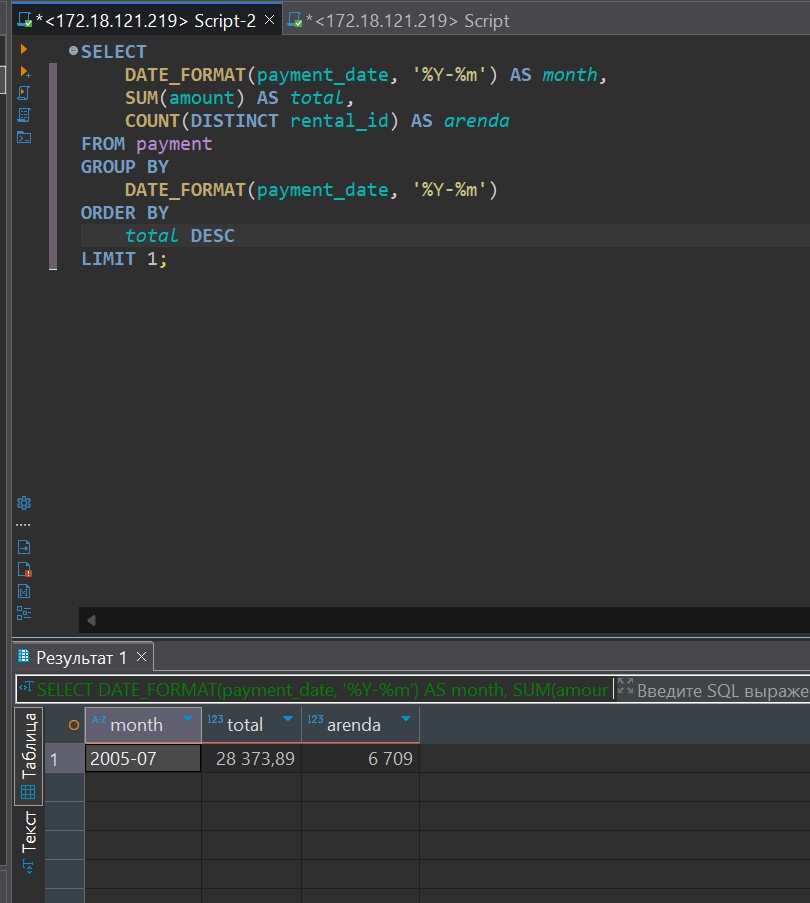 *<172.18.121.219> Script-2
*<172.18.121.219> Script
SELECT
DATE_FORMAT(payment_date, '%Y-%m') AS month,
SUM(amount) AS total,
COUNT(DISTINCT rental_id) AS arenda
FROM payment
GROUP BY
DATE_FORMAT(payment_date, '%Y-%m')
ORDER BY
total DESC
LIMIT 1;
Результат 1
SELECT DATE_FORMAT(payment_date, '%Y-%m') AS month, SUM(amour
Введите SQL выраже
Таблица
Текст
A-Z month 123 total 123 arenda
1 2005-07 28 373,89 6 709